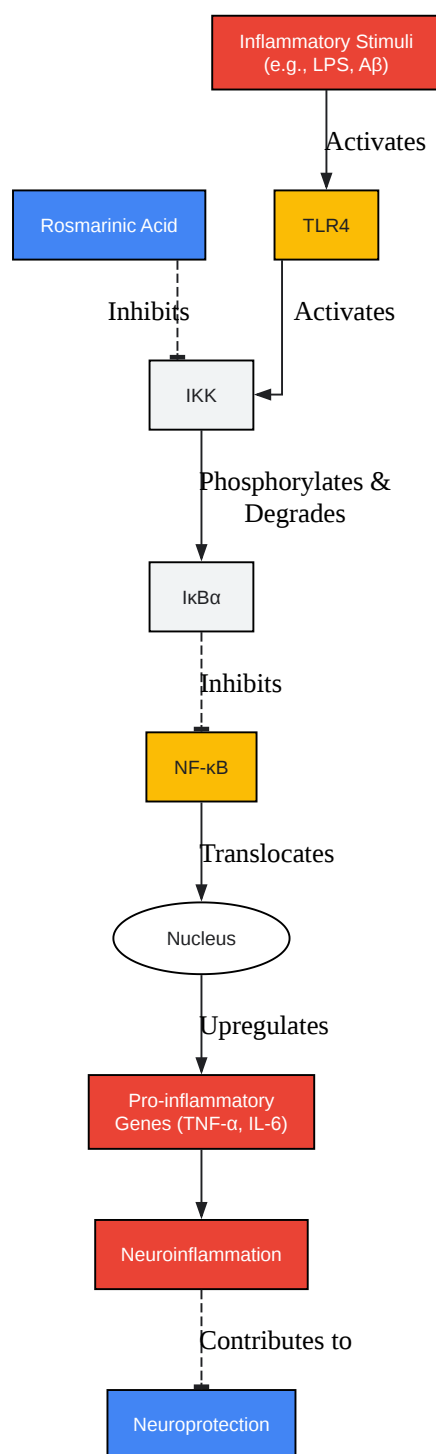 Inflammatory Stimuli
(e.g., LPS, Aβ)
Activates
Rosmarinic Acid
TLR4
Inhibits
Activates
IKK
Phosphorylates &
Degrades
IκBα
Inhibits
NF-κB
Translocates
Nucleus
Upregulates
Pro-inflammatory
Genes (TNF-α, IL-6)
Neuroinflammation
Contributes to
Neuroprotection